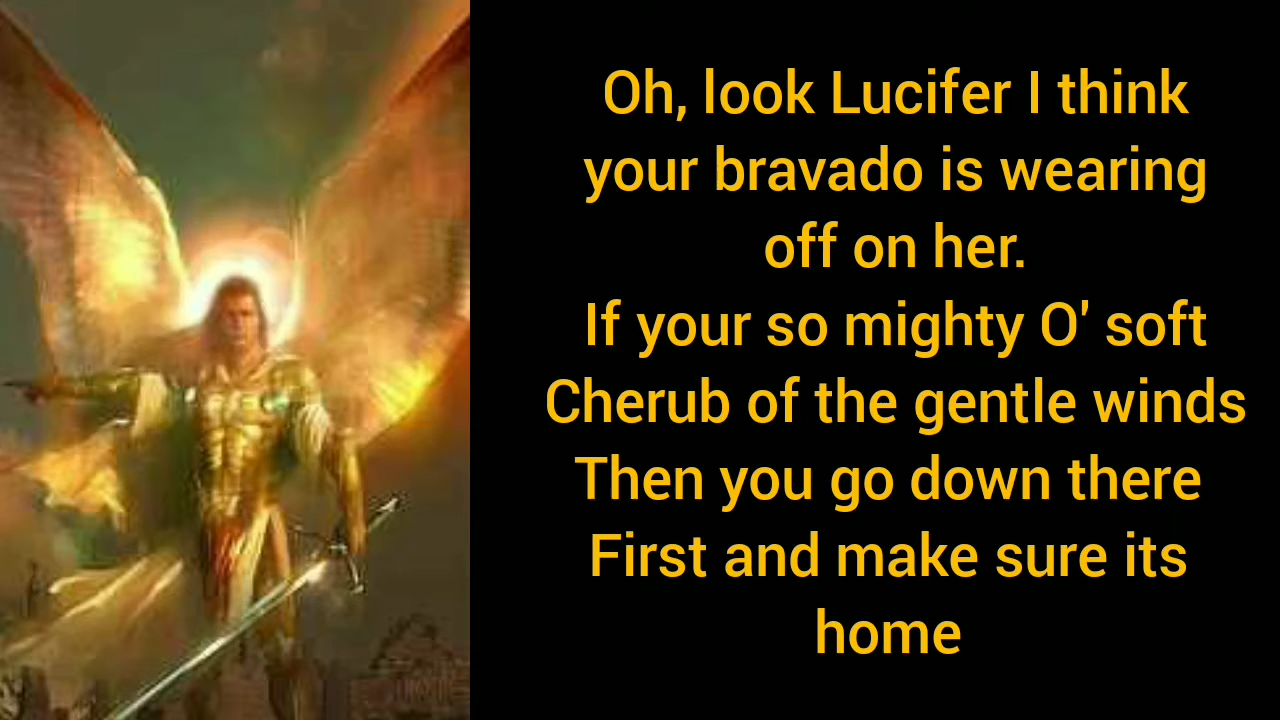 Oh, look Lucifer I think
your bravado is wearing
off on her.
If your so mighty O' soft
Cherub of the gentle winds
Then you go down there
First and make sure its
home